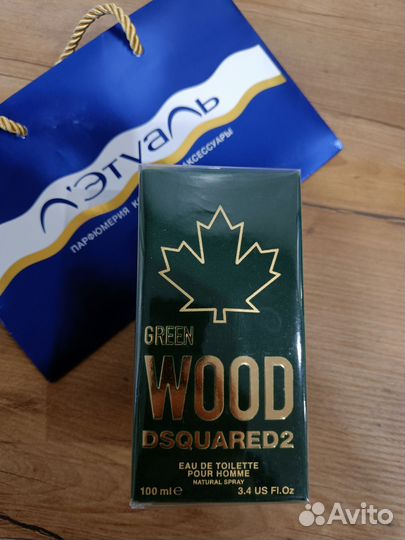 Л'ЭТУАЛЬ
ПАРФЮМЕРИЯ АКСЕССУАРЫ
GREEN
WOOD
DSQUARED2
EAU DE TOILETTE
POUR HOMME
NATURAL SPRAY
100 ml e 3.4 US Fl.Oz
Avito